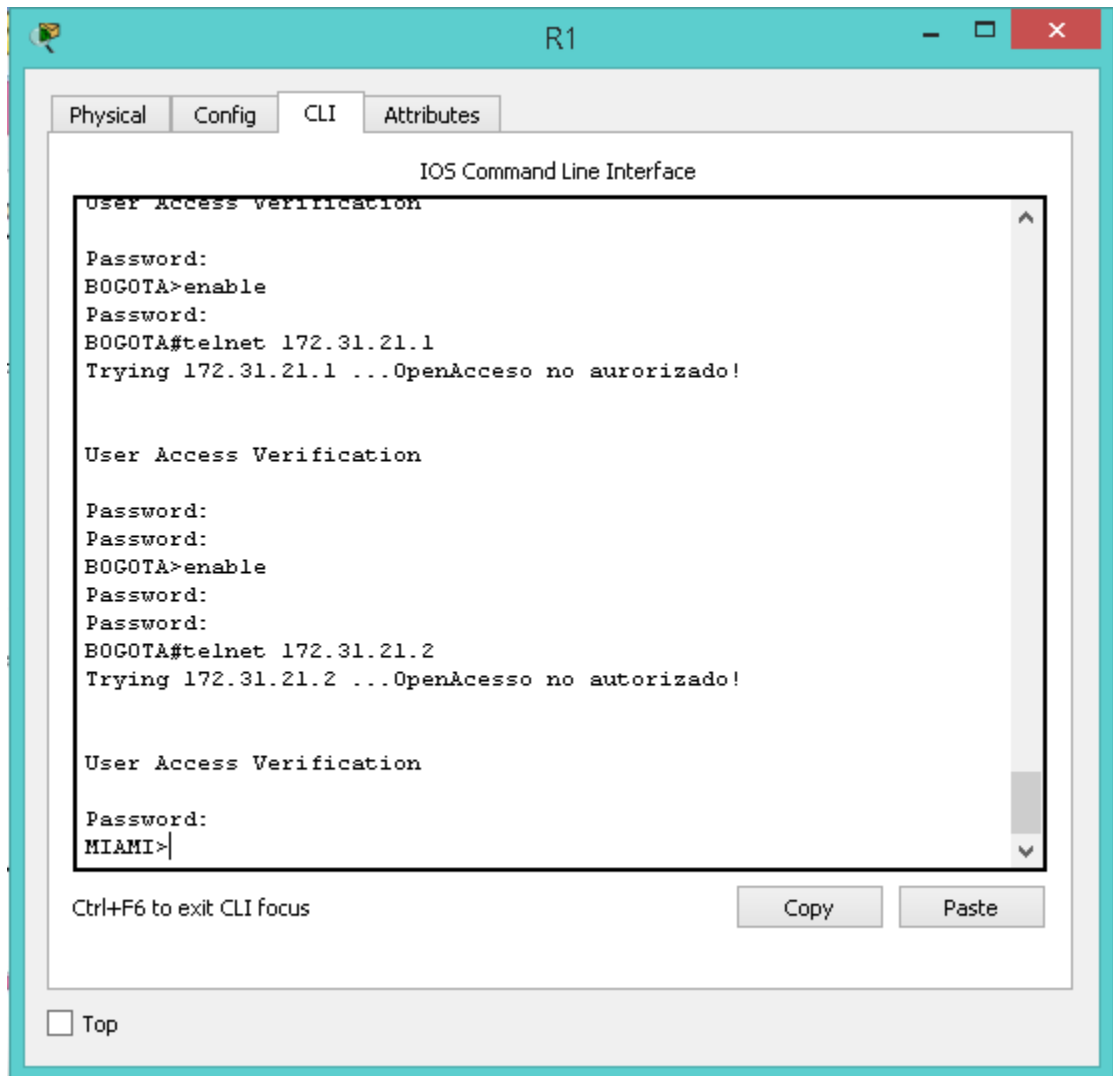 R1
Physical
Config
CLI
Attributes
IOS Command Line Interface
User Access Verification
Password:
BOGOTA>enable
Password:
BOGOTA#telnet 172.31.21.1
Trying 172.31.21.1 ...OpenAcceso no aurorizado!
User Access Verification
Password:
Password:
BOGOTA>enable
Password:
Password:
BOGOTA#telnet 172.31.21.2
Trying 172.31.21.2 ...OpenAcesso no autorizado!
User Access Verification
Password:
MIAMI>
Ctrl+F6 to exit CLI focus
Copy
Paste
Top